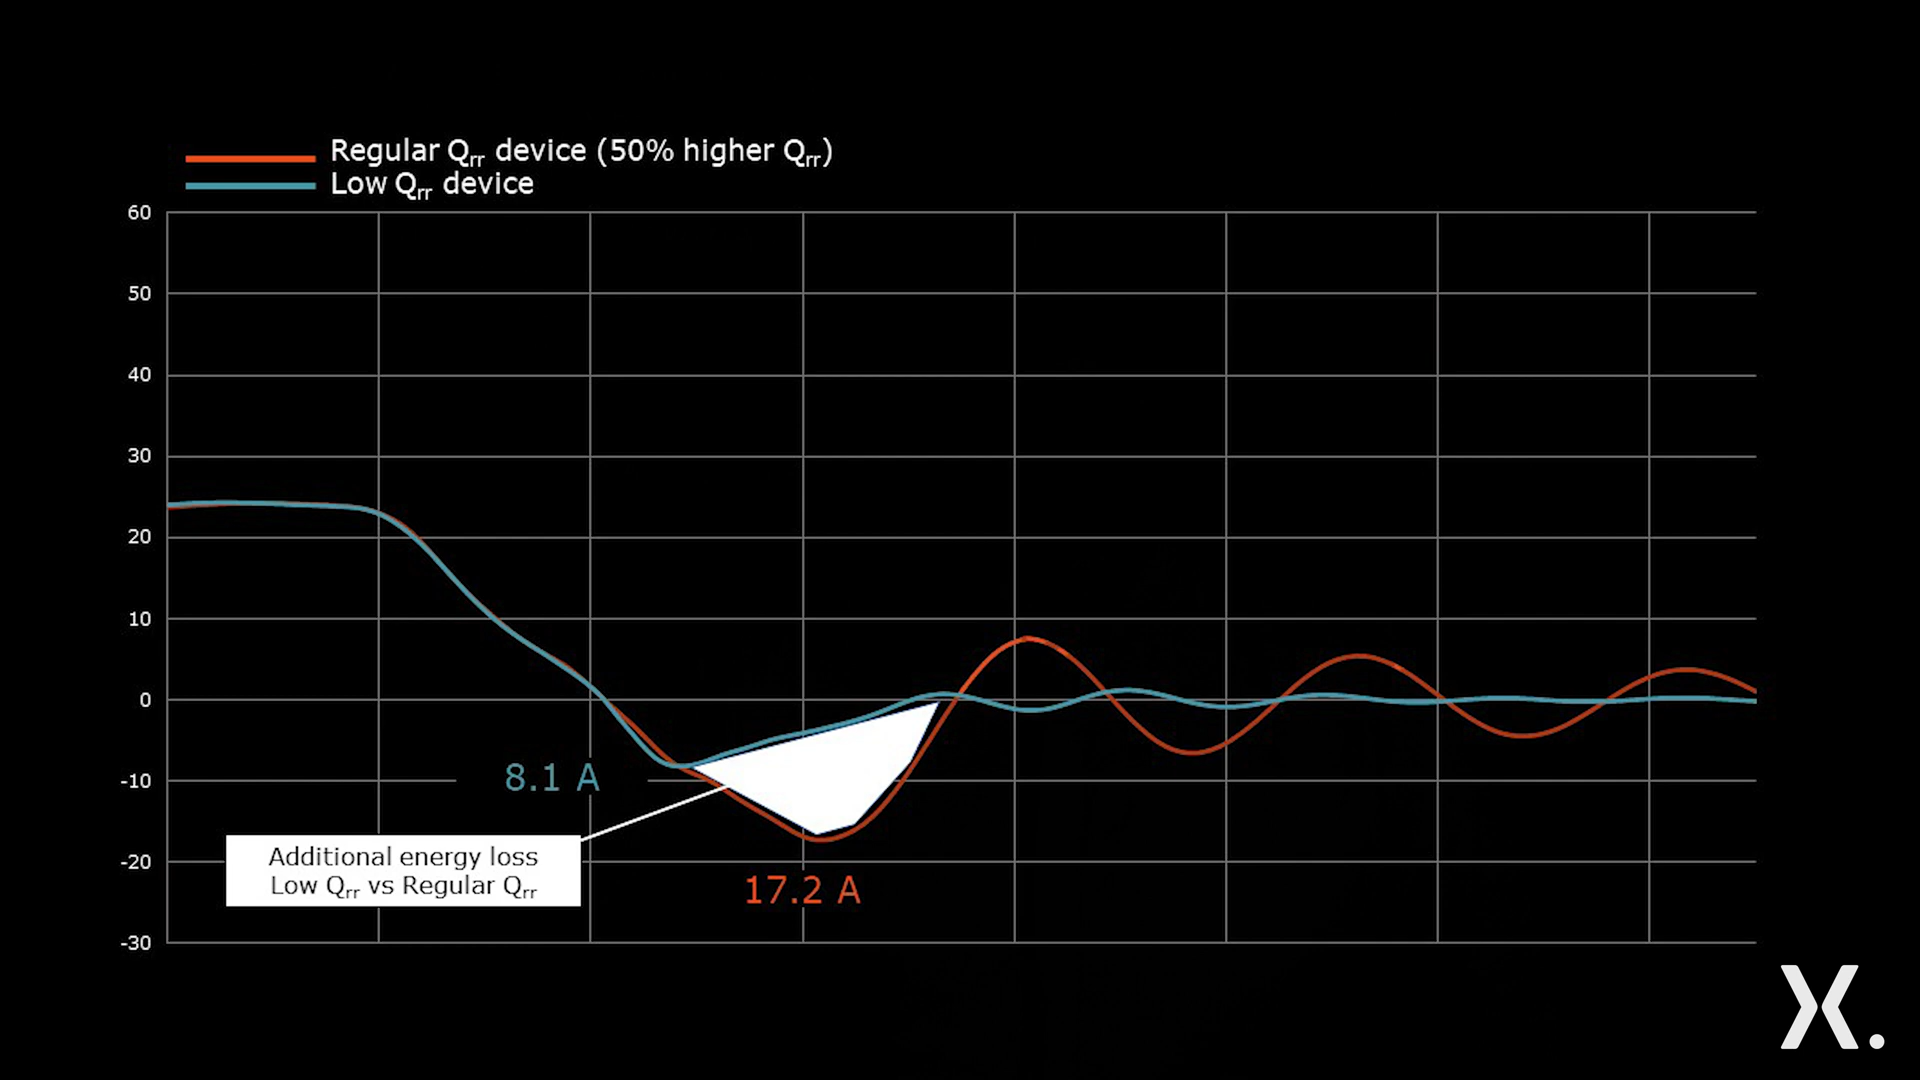 Regular Qrr device (50% higher Qrr)
Low Qrr device
60
50
40
30
20
10
0
-10
8.1 A
Additional energy loss
Low Qrr vs Regular Qrr
-20
17.2 A
-30
X.